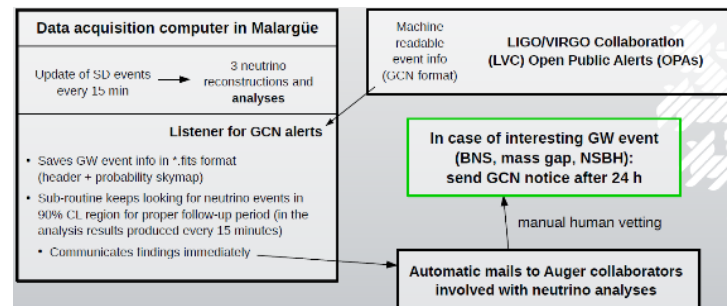 Data acquisition computer in Malargüe
Update of SD events
every 15 min
3 neutrino
reconstructions and
analyses
Listener for GCN alerts
• Saves GW event info in *.fits format
(header + probability skymap)
• Sub-routine keeps looking for neutrino events in
90% CL region for proper follow-up period (in the
analysis results produced every 15 minutes)
• Communicates findings immediately
Machine
readable
event info
(GCN format)
LIGO/VIRGO Collaboration
(LVC) Open Public Alerts (OPAs)
In case of interesting GW event
(BNS, mass gap, NSBH):
send GCN notice after 24 h
manual human vetting
Automatic mails to Auger collaborators
involved with neutrino analyses